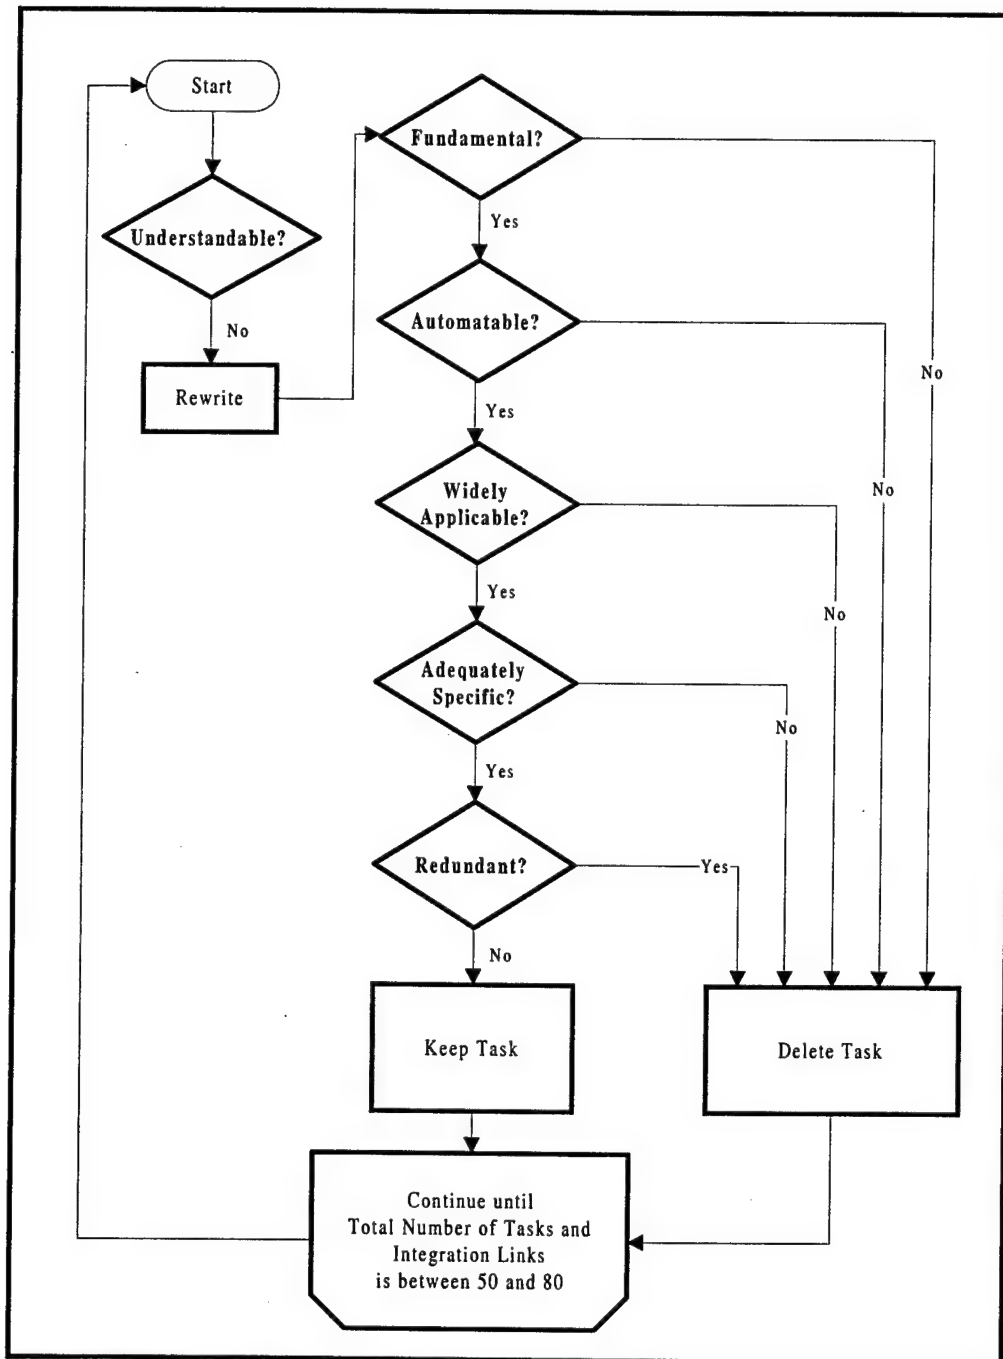 Start
Understandable?
No
Rewrite
Fundamental?
Yes
No
Automatable?
Yes
No
Widely
Applicable?
Yes
No
Adequately
Specific?
Yes
No
Redundant?
Yes
No
Keep Task
Delete Task
Continue until
Total Number of Tasks and
Integration Links
is between 50 and 80